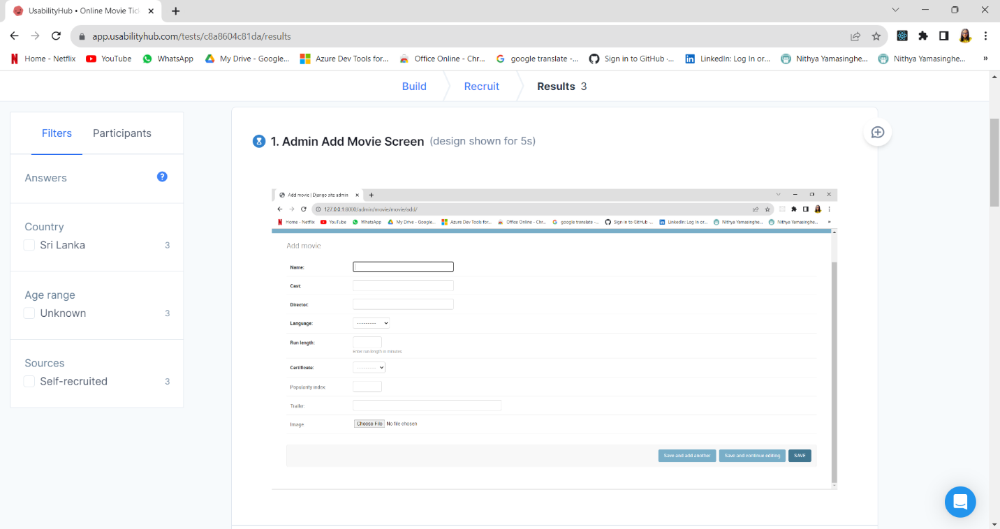 UsabilityHub • Online Movie Tic
app.usabilityhub.com/tests/c8a8604c81da/results
Home - Netflix YouTube WhatsApp My Drive - Google... Azure Dev Tools for... Office Online - Chr... google translate -... Sign in to GitHub ·... LinkedIn: Log In or... Nithya Yamasinghe... Nithya Yamasinghe... »
Build Recruit Results 3
Filters Participants
Answers ?
Country
Sri Lanka 3
Age range
Unknown 3
Sources
Self-recruited 3
1. Admin Add Movie Screen (design shown for 5s)
Add movie | Django site admin
127.0.0.1:8000/admin/movie/movie/add/
Home - Netflix YouTube WhatsApp My Drive - Google... Azure Dev Tools for... Office Online - Chr... google translate -... Sign in to GitHub ·... LinkedIn: Log In or... Nithya Yamasinghe... Nithya Yamasinghe... »
Add movie
Name:
Cast:
Director:
Language: ---------
Run length:
Enter run length in minutes
Certificate: ---------
Popularity index:
Trailer:
Image: Choose File No file chosen
Save and add another Save and continue editing SAVE